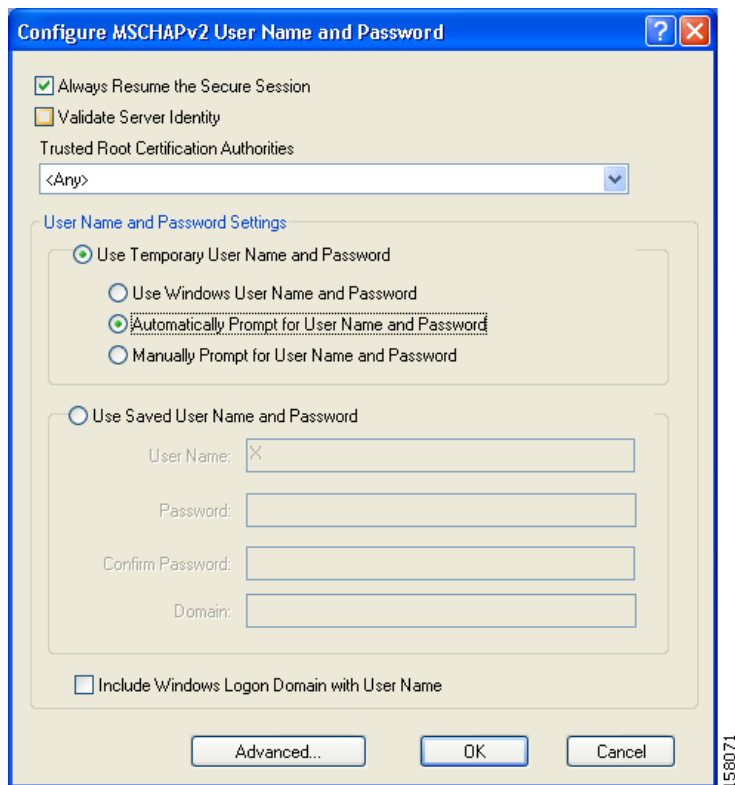 Configure MSCHAPv2 User Name and Password
Always Resume the Secure Session
Validate Server Identity
Trusted Root Certification Authorities
<Any>
User Name and Password Settings
Use Temporary User Name and Password
Use Windows User Name and Password
Automatically Prompt for User Name and Password
Manually Prompt for User Name and Password
Use Saved User Name and Password
User Name: X
Password:
Confirm Password:
Domain:
Include Windows Logon Domain with User Name
Advanced... OK Cancel
158071